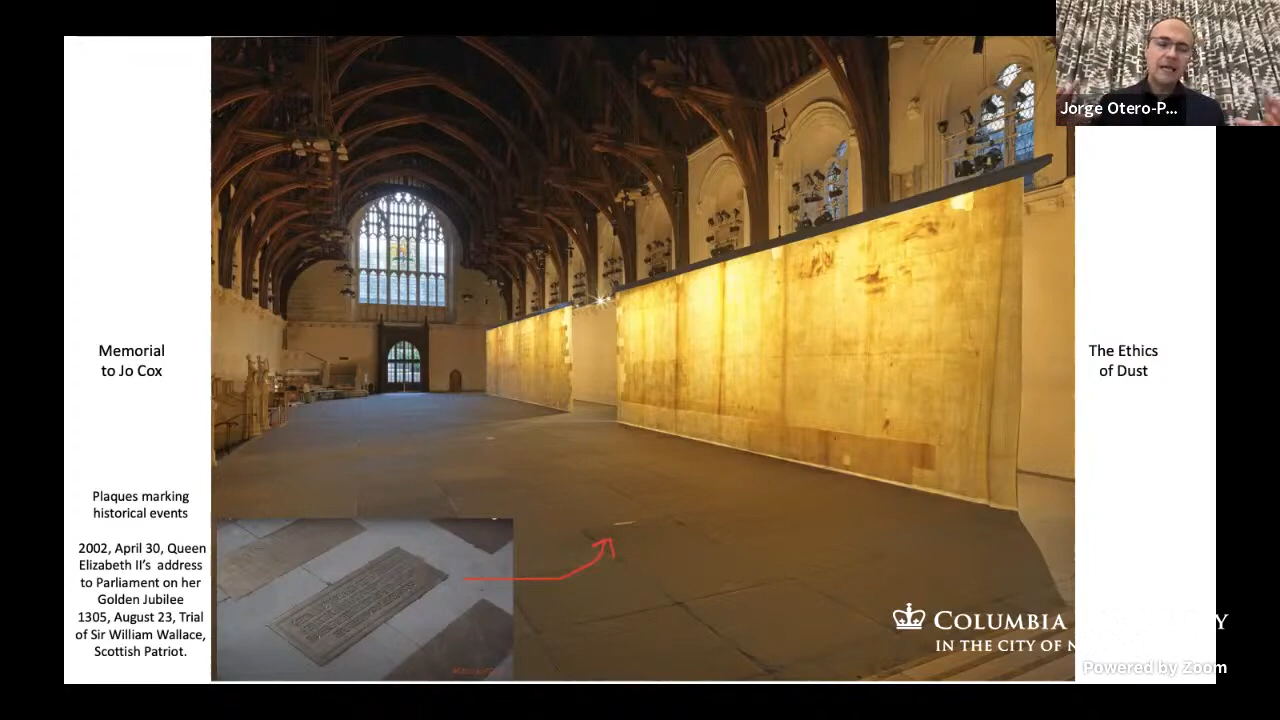 Jorge Otero-P...
Memorial
to Jo Cox
The Ethics
of Dust
Plaques marking
historical events
2002, April 30, Queen
Elizabeth II's address
to Parliament on her
Golden Jubilee
1305, August 23, Trial
of Sir William Wallace,
Scottish Patriot.
COLUMBIA
IN THE CITY OF N
Powered by Zoom